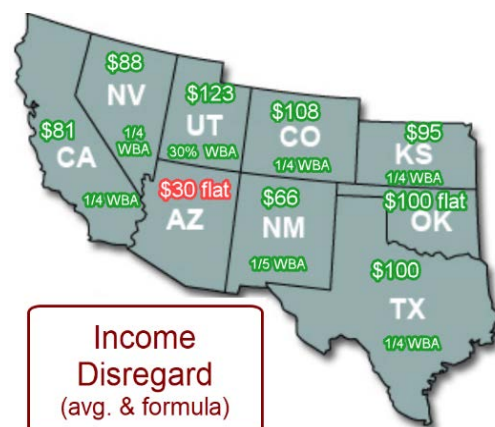 $88
NV
1/4
WBA
$123
UT
30% WBA
$108
CO
1/4 WBA
$95
KS
1/4 WBA
$81
CA
1/4 WBA
$30 flat
AZ
$66
NM
1/5 WBA
$100 flat
OK
$100
TX
1/4 WBA
Income
Disregard
(avg. & formula)